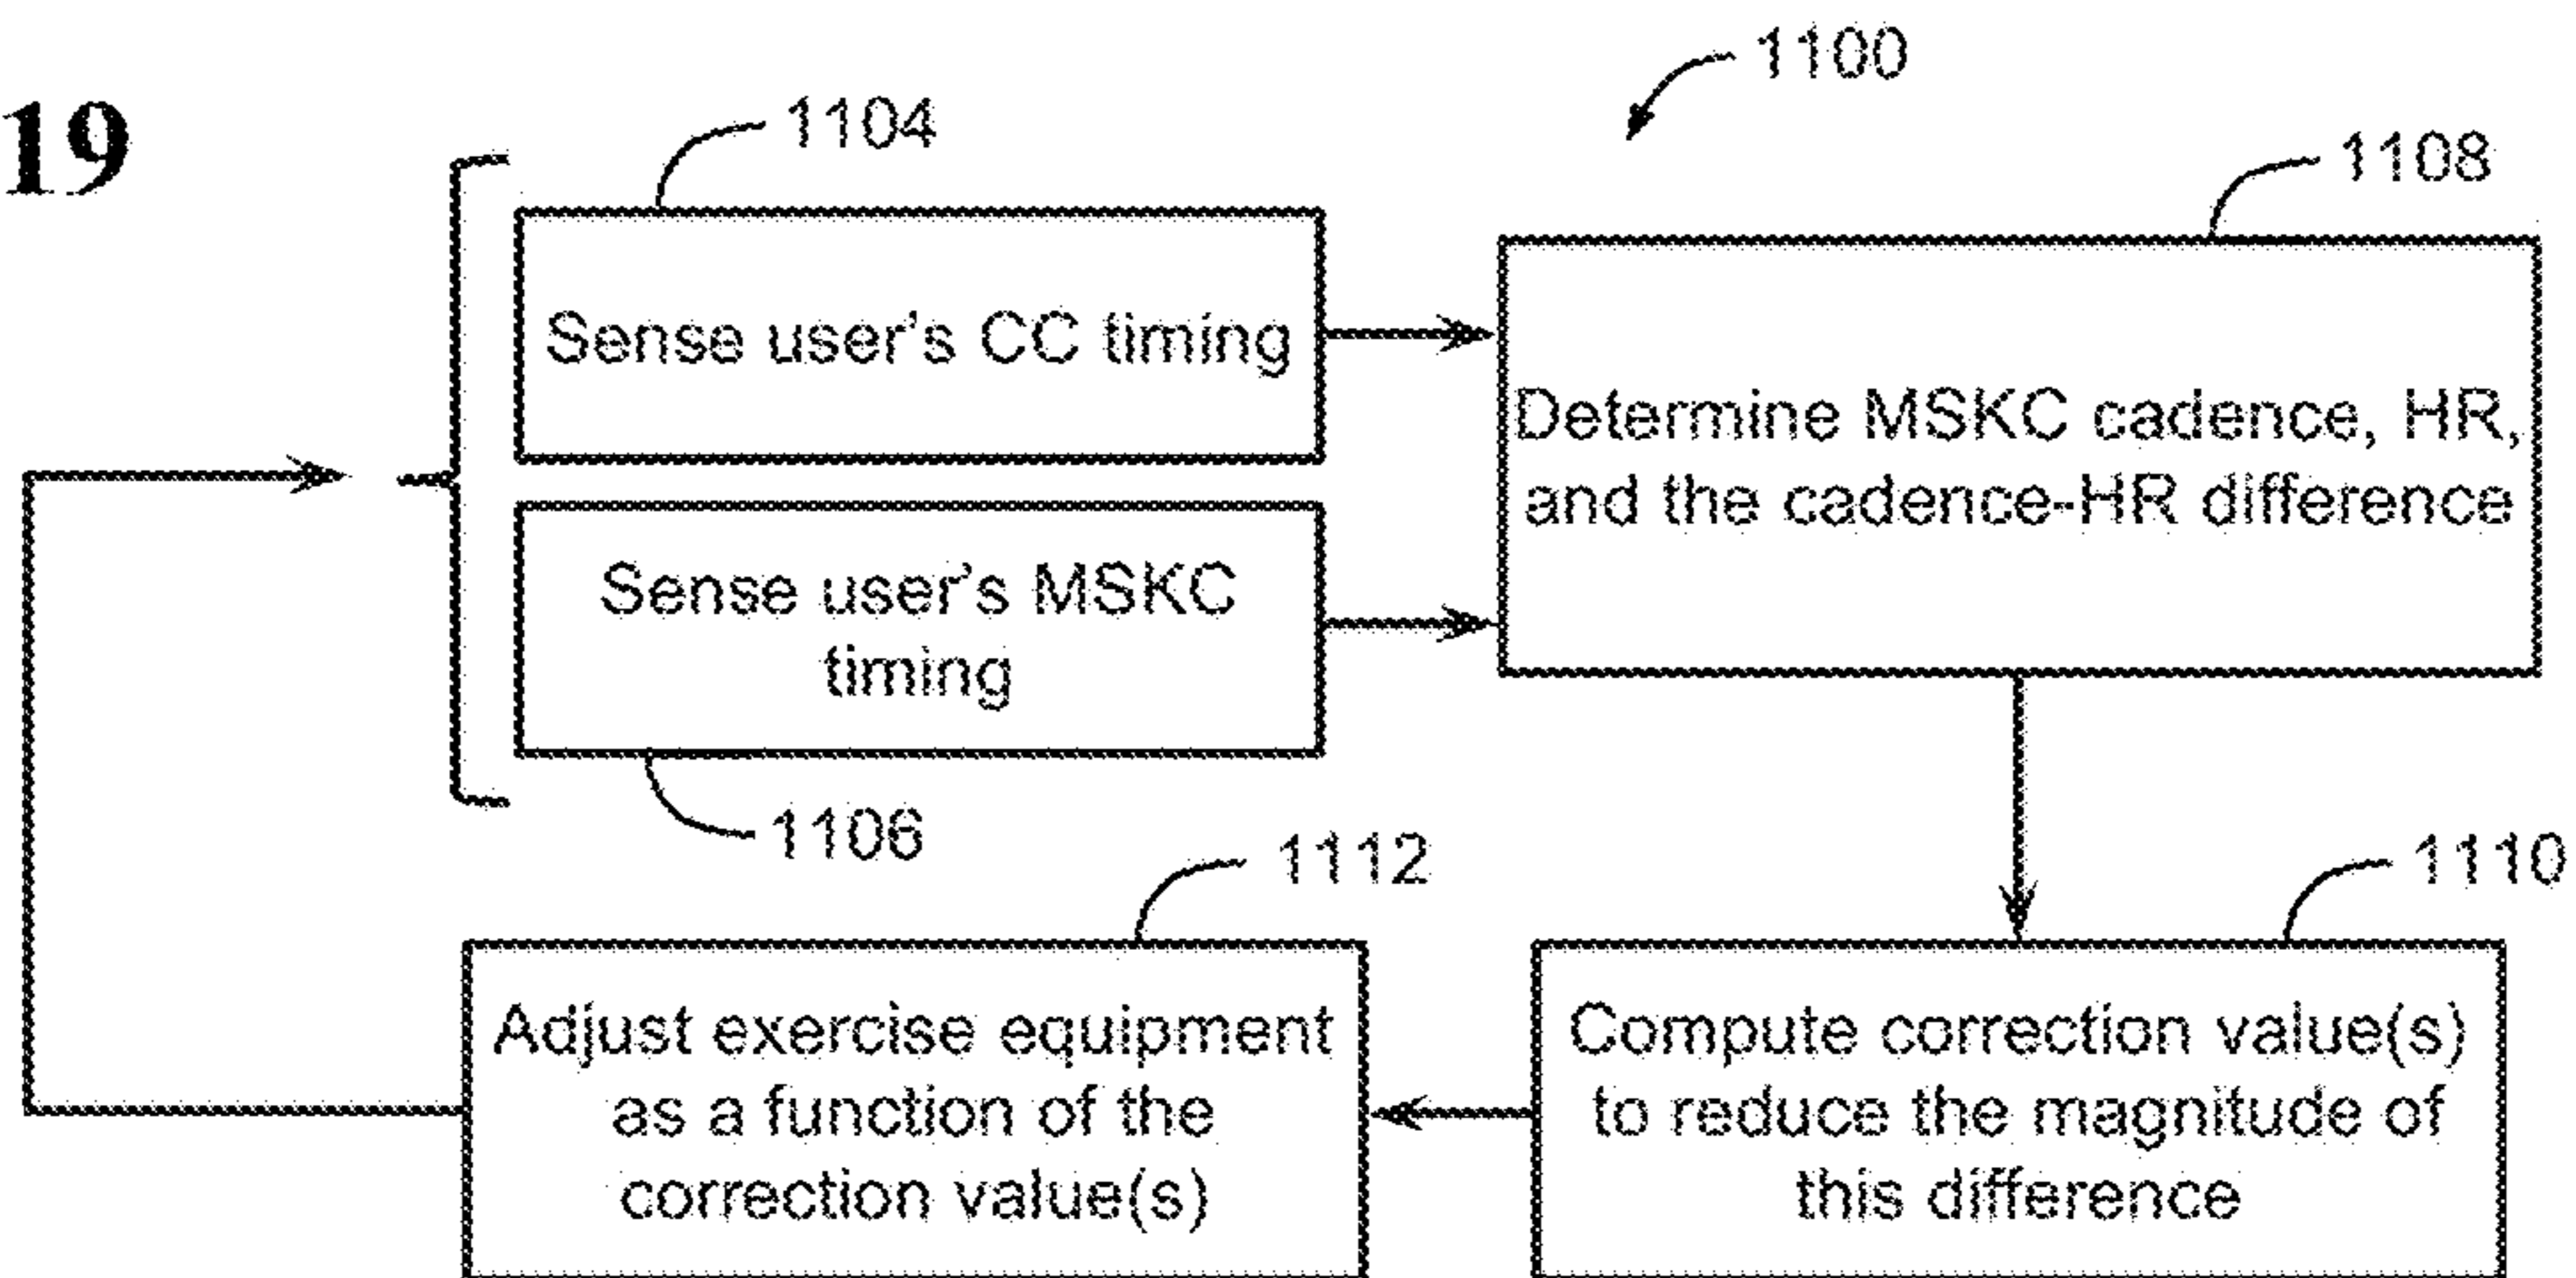 19
1100
1104
1108
Sense user's CC timing
Determine MSKC cadence, HR,
and the cadence-HR difference
Sense user's MSKC
timing
1106
1112
1110
Adjust exercise equipment
as a function of the
correction value(s)
Compute correction value(s)
to reduce the magnitude of
this difference